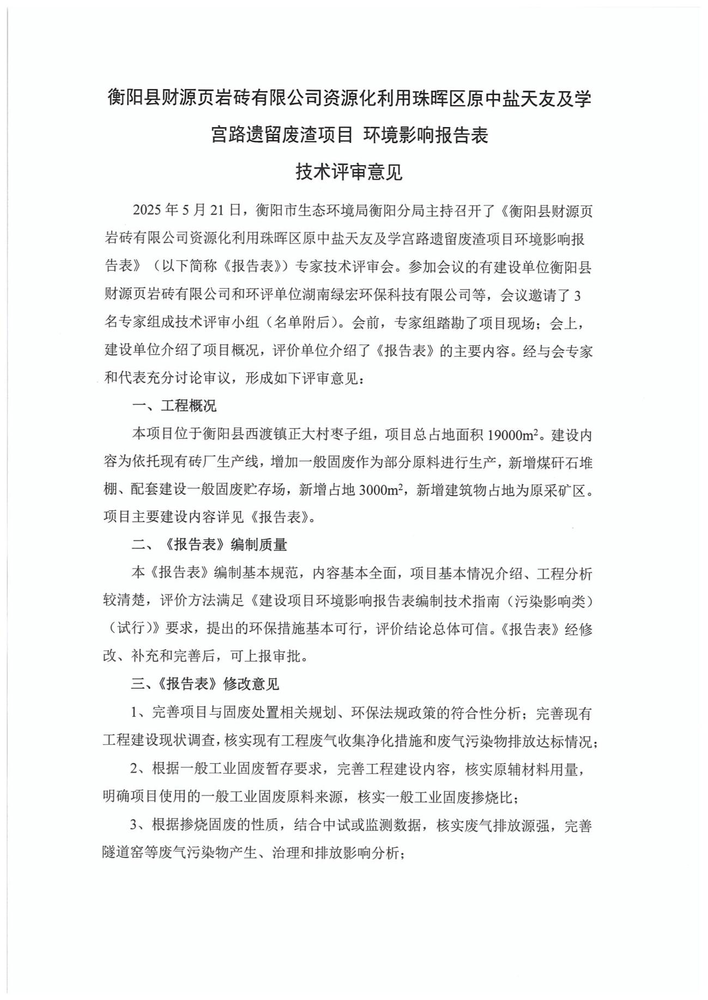 衡阳县财源页岩砖有限公司资源化利用珠晖区原中盐天友及学
宫路遗留废渣项目 环境影响报告表
技术评审意见
2025 年 5 月 21 日，衡阳市生态环境局衡阳分局主持召开了《衡阳县财源页
岩砖有限公司资源化利用珠晖区原中盐天友及学宫路遗留废渣项目环境影响报
告表》（以下简称《报告表》）专家技术评审会。参加会议的有建设单位衡阳县
财源页岩砖有限公司和环评单位湖南绿宏环保科技有限公司等，会议邀请了 3
名专家组成技术评审小组（名单附后）。会前，专家组踏勘了项目现场；会上，
建设单位介绍了项目概况，评价单位介绍了《报告表》的主要内容。经与会专家
和代表充分讨论审议，形成如下评审意见：
一、工程概况
本项目位于衡阳县西渡镇正大村枣子组，项目总占地面积 19000m²。建设内
容为依托现有砖厂生产线，增加一般固废作为部分原料进行生产，新增煤矸石堆
棚、配套建设一般固废贮存场，新增占地 3000m²，新增建筑物占地为原采矿区。
项目主要建设内容详见《报告表》。
二、《报告表》编制质量
本《报告表》编制基本规范，内容基本全面，项目基本情况介绍、工程分析
较清楚，评价方法满足《建设项目环境影响报告表编制技术指南（污染影响类）
（试行）》要求，提出的环保措施基本可行，评价结论总体可信。《报告表》经修
改、补充和完善后，可上报审批。
三、《报告表》修改意见
1、完善项目与固废处置相关规划、环保法规政策的符合性分析；完善现有
工程建设现状调查，核实现有工程废气收集净化措施和废气污染物排放达标情况；
2、根据一般工业固废暂存要求，完善工程建设内容，核实原辅材料用量，
明确项目使用的一般工业固废原料来源，核实一般工业固废掺烧比；
3、根据掺烧固废的性质，结合中试或监测数据，核实废气排放源强，完善
隧道窑等废气污染物产生、治理和排放影响分析；